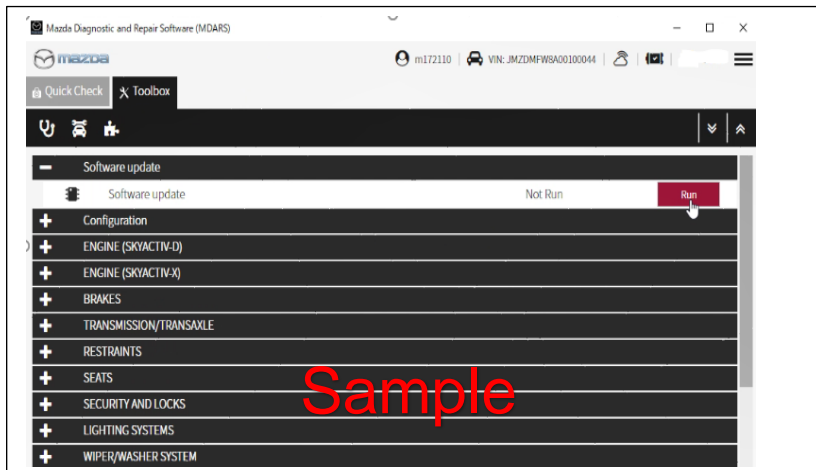 Mazda Diagnostic and Repair Software (MDARS)
mazda m172110 | VIN: JMZDMFW8A00100044 | | |
Quick Check Toolbox
Software update
Software update Not Run Run
Configuration
ENGINE (SKYACTIV-D)
ENGINE (SKYACTIV-X)
BRAKES
TRANSMISSION/TRANSAXLE
RESTRAINTS
SEATS
SECURITY AND LOCKS
LIGHTING SYSTEMS
WIPER/WASHER SYSTEM
Sample